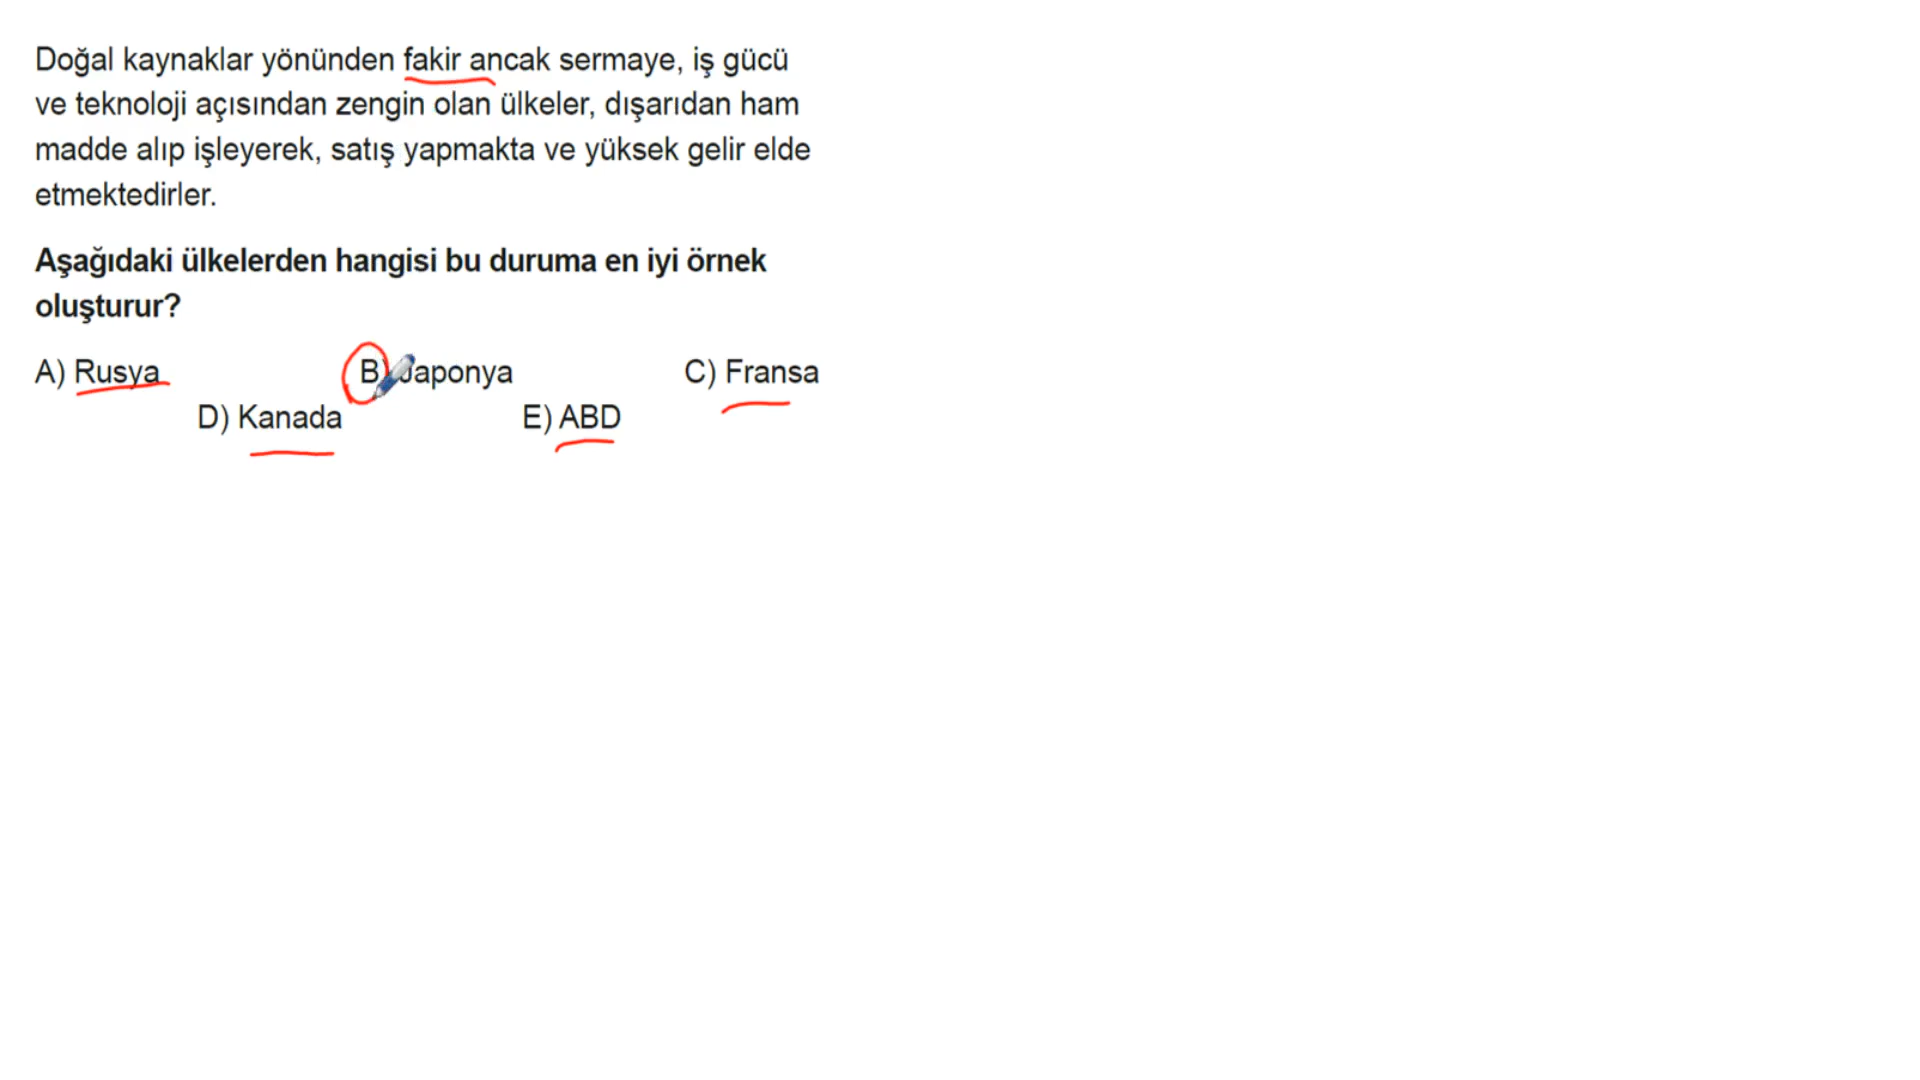 Doğal kaynaklar yönünden fakir ancak sermaye, iş gücü
ve teknoloji açısından zengin olan ülkeler, dışarıdan ham
madde alıp işleyerek, satış yapmakta ve yüksek gelir elde
etmektedirler.
Aşağıdaki ülkelerden hangisi bu duruma en iyi örnek
oluşturur?
A) Rusya B) Japonya C) Fransa
D) Kanada E) ABD